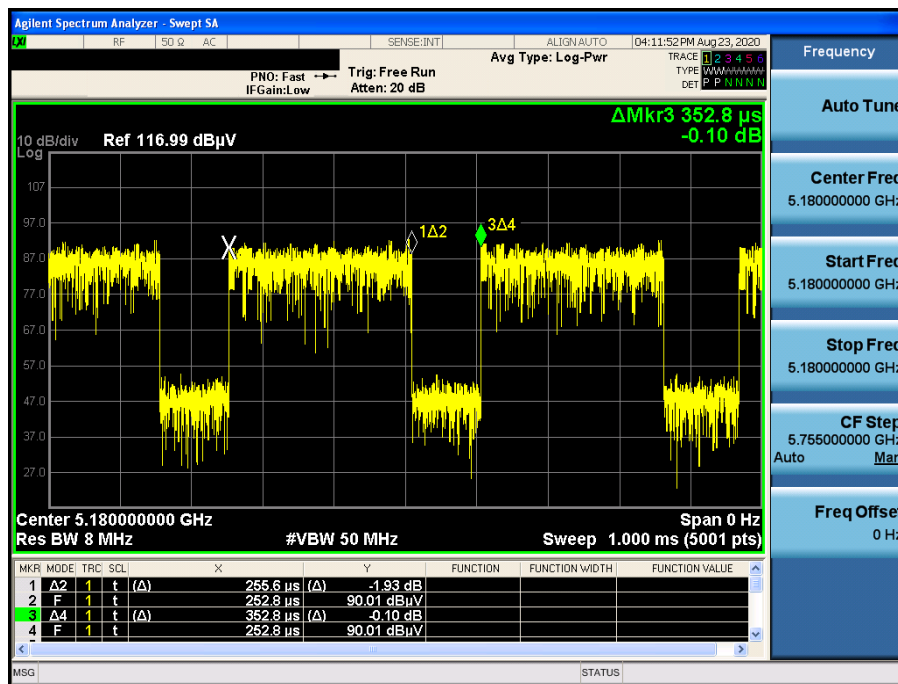 Agilent Spectrum Analyzer - Swept SA
LXI RF 50 Ω AC SENSE:INT ALIGNAUTO 04:11:52 PM Aug 23, 2020
Frequency
Avg Type: Log-Pwr
TRACE 1 2 3 4 5 6
PNO: Fast Trig: Free Run
TYPE WWWWWW
IFGain:Low Atten: 20 dB
DET P P N N N N
Auto Tune
ΔMkr3 352.8 µs
-0.10 dB
10 dB/div Ref 116.99 dBµV
Log
Center Freq
5.180000000 GHz
107
97.0
87.0
77.0
67.0
57.0
47.0
37.0
27.0
X
1Δ2
3Δ4
Start Freq
5.180000000 GHz
Stop Freq
5.180000000 GHz
CF Step
5.755000000 GHz
Auto Man
Freq Offset
0 Hz
Center 5.180000000 GHz Span 0 Hz
Res BW 8 MHz #VBW 50 MHz Sweep 1.000 ms (5001 pts)
MKR MODE TRC SCL X Y FUNCTION FUNCTION WIDTH FUNCTION VALUE
1 Δ2 1 t (Δ) 255.6 µs (Δ) -1.93 dB
2 F 1 t 252.8 µs 90.01 dBµV
3 Δ4 1 t (Δ) 352.8 µs (Δ) -0.10 dB
4 F 1 t 252.8 µs 90.01 dBµV
MSG STATUS